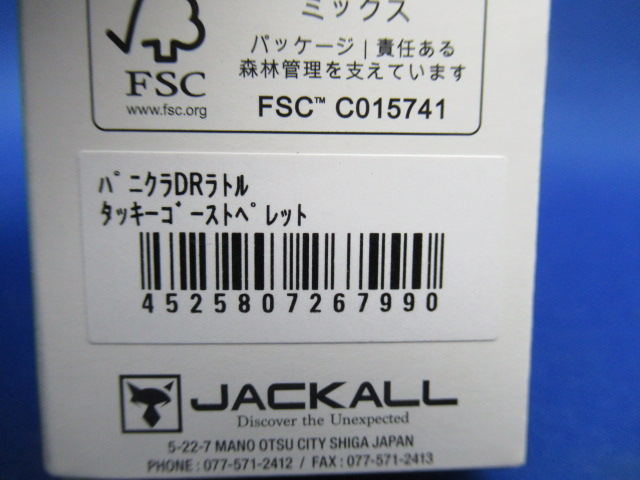 ミックス
FSC
www.fsc.org
パッケージ | 責任ある
森林管理を支えています
FSC™ C015741
ﾊﾟﾆｸﾗDRﾗﾄﾙ
ﾀｯｷｰｺﾞｰｽﾄﾍﾟﾚｯﾄ
4525807267990
JACKALL
Discover the Unexpected
5-22-7 MANO OTSU CITY SHIGA JAPAN
PHONE : 077-571-2412 / FAX : 077-571-2413